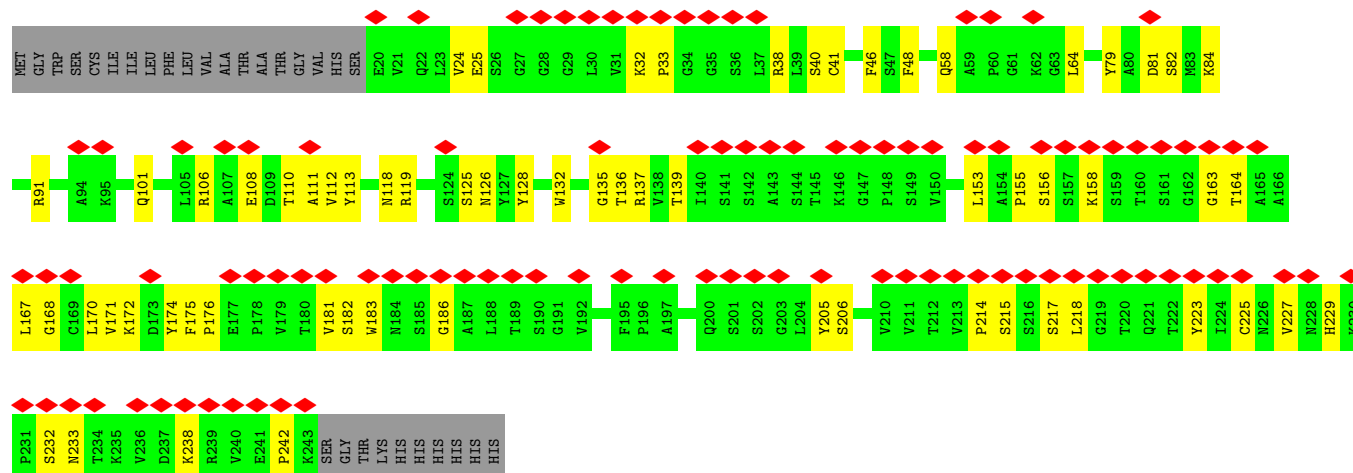 MET GLY TRP SER CYS ILE ILE LEU PHE LEU VAL ALA THR ALA THR GLY VAL HIS SER E20 V21 Q22 L23 V24 E25 S26 G27 G28 G29 L30 V31 K32 P33 G34 G35 S36 L37 R38 L39 S40 C41 F46 S47 F48 Q58 A59 P60 G61 K62 G63 L64 Y79 A80 D81 S82 M83 K84
R91 A94 K95 Q101 L105 R106 A107 E108 D109 T110 A111 V112 Y113 N118 R119 S124 S125 N126 Y127 Y128 W132 G135 T136 R137 V138 T139 I140 S141 S142 A143 S144 T145 K146 G147 P148 S149 V150 L153 A154 P155 S156 S157 K158 S159 T160 S161 G162 G163 T164 A165 A166
L167 G168 C169 L170 V171 K172 D173 Y174 F175 P176 E177 P178 V179 T180 V181 S182 W183 N184 S185 G186 A187 L188 T189 S190 G191 V192 F195 P196 A197 Q200 S201 S202 G203 L204 Y205 S206 V210 V211 T212 V213 P214 S215 S216 S217 L218 G219 T220 Q221 T222 Y223 I224 C225 N226 V227 N228 H229
P231 S232 N233 T234 K235 V236 D237 K238 R239 V240 E241 P242 K243 SER GLY THR LYS HIS HIS HIS HIS HIS HIS